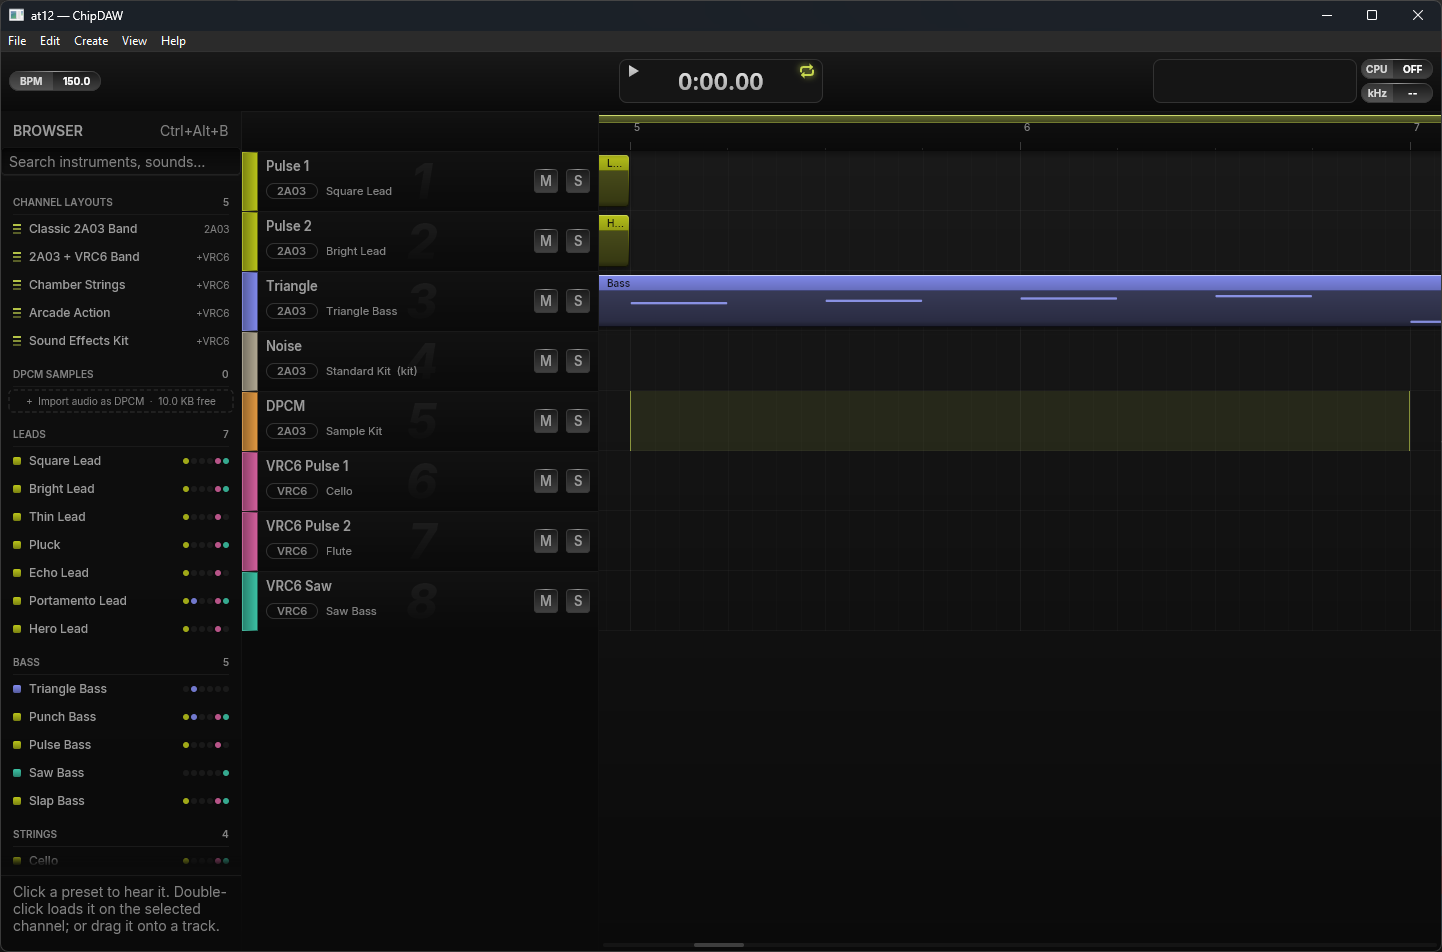 at12 — ChipDAW
File Edit Create View Help
BPM 150.0
0:00.00
CPU OFF
kHz --
BROWSER Ctrl+Alt+B
Search instruments, sounds...
CHANNEL LAYOUTS 5
Classic 2A03 Band 2A03
2A03 + VRC6 Band +VRC6
Chamber Strings +VRC6
Arcade Action +VRC6
Sound Effects Kit +VRC6
DPCM SAMPLES 0
+ Import audio as DPCM · 10.0 KB free
LEADS 7
Square Lead
Bright Lead
Thin Lead
Pluck
Echo Lead
Portamento Lead
Hero Lead
BASS 5
Triangle Bass
Punch Bass
Pulse Bass
Saw Bass
Slap Bass
STRINGS 4
Cello
Click a preset to hear it. Double-
click loads it on the selected
channel; or drag it onto a track.
5 6 7
Pulse 1 1 M S
2A03 Square Lead
L...
Pulse 2 2 M S
2A03 Bright Lead
H...
Triangle 3 M S
2A03 Triangle Bass
Bass
Noise 4 M S
2A03 Standard Kit (kit)
DPCM 5 M S
2A03 Sample Kit
VRC6 Pulse 1 6 M S
VRC6 Cello
VRC6 Pulse 2 7 M S
VRC6 Flute
VRC6 Saw 8 M S
VRC6 Saw Bass